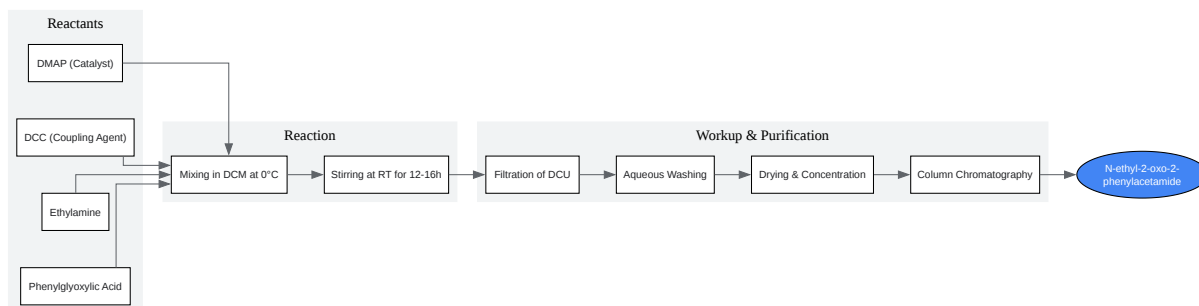 Reactants
DMAP (Catalyst)
DCC (Coupling Agent)
Ethylamine
Phenylglyoxylic Acid
Reaction
Mixing in DCM at 0°C
Stirring at RT for 12-16h
Workup & Purification
Filtration of DCU
Aqueous Washing
Drying & Concentration
Column Chromatography
N-ethyl-2-oxo-2-
phenylacetamide